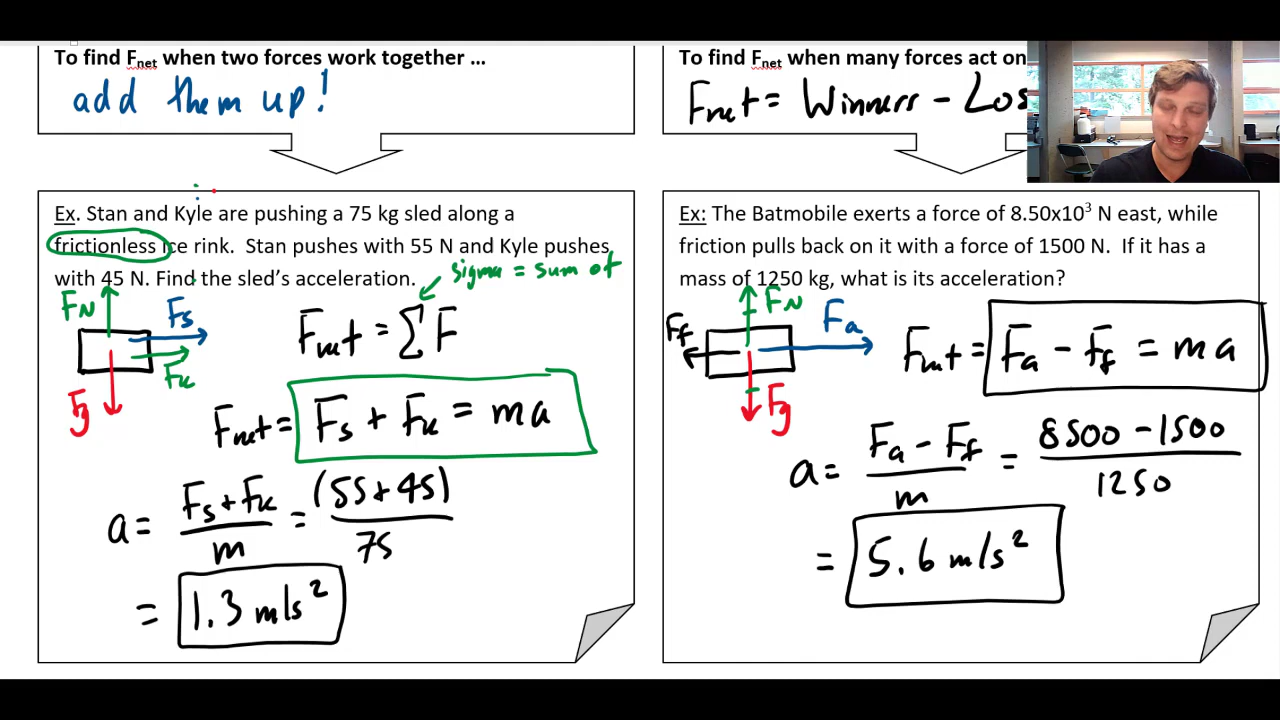 To find Fnet when two forces work together ...
add them up!
Ex. Stan and Kyle are pushing a 75 kg sled along a
frictionless ice rink. Stan pushes with 55 N and Kyle pushes
with 45 N. Find the sled's acceleration.
sigma = sum of
FN
Fs
Fk
Fg
Fnet = ∑ F
Fnet = Fs + Fk = ma
a = Fs + Fk / m = (55 + 45) / 75
= 1.3 m/s²
To find Fnet when many forces act on
Fnet = Winners - Los
Ex: The Batmobile exerts a force of 8.50x10³ N east, while
friction pulls back on it with a force of 1500 N. If it has a
mass of 1250 kg, what is its acceleration?
FN
Ff
Fa
Fg
Fnet = Fa - Ff = ma
a = Fa - Ff / m = 8500 - 1500 / 1250
= 5.6 m/s²